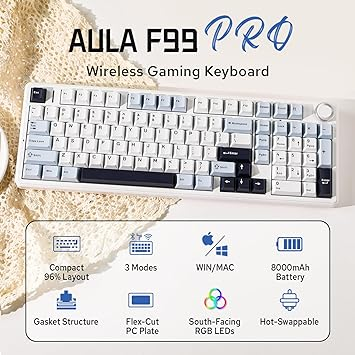 AULA F99 PRO
Wireless Gaming Keyboard
Compact
96% Layout
3 Modes
WIN/MAC
8000mAh
Battery
Gasket Structure
Flex-Cut
PC Plate
South-Facing
RGB LEDs
Hot-Swappable